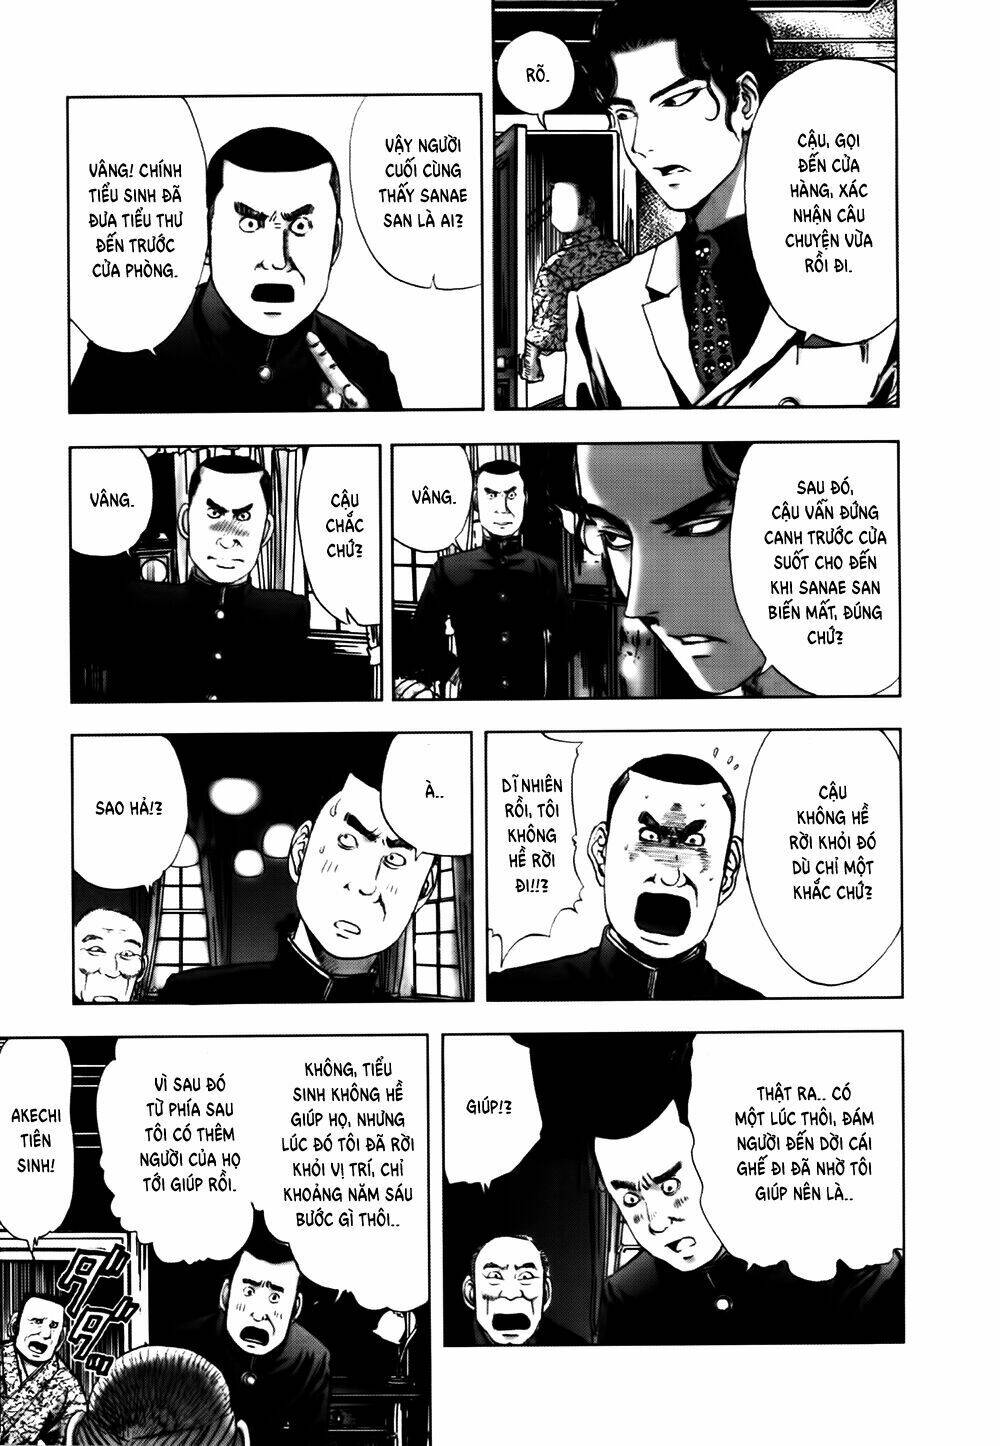 RÕ.
CẬU, GỌI
ĐẾN CỬA
HÀNG, XÁC
NHẬN CÂU
CHUYỆN VỪA
RỒI ĐI.
VẬY NGƯỜI
CUỐI CÙNG
THẤY SANAE
SAN LÀ AI?
VÂNG! CHÍNH
TIỂU SINH ĐÃ
ĐƯA TIỂU THƯ
ĐẾN TRƯỚC
CỬA PHÒNG.
SAU ĐÓ,
CẬU VẪN ĐỨNG
CANH TRƯỚC CỬA
SUỐT CHO ĐẾN
KHI SANAE SAN
BIẾN MẤT, ĐÚNG
CHỨ?
VÂNG.
CẬU
CHẮC
CHỨ?
VÂNG.
CẬU
KHÔNG HỀ
RỜI KHỎI ĐÓ
DÙ CHỈ MỘT
KHẮC CHỨ?
DĨ NHIÊN
RỒI, TÔI
KHÔNG
HỀ RỜI
ĐI!!?
À..
SAO HẢ!?
THẬT RA.. CÓ
MỘT LÚC THÔI, ĐÁM
NGƯỜI ĐẾN DỜI CÁI
GHẾ ĐI ĐÃ NHỜ TÔI
GIÚP NÊN LÀ..
GIÚP!?
KHÔNG, TIỂU
SINH KHÔNG HỀ
GIÚP HỌ, NHƯNG
LÚC ĐÓ TÔI ĐÃ RỜI
KHỎI VỊ TRÍ, CHỈ
KHOẢNG NĂM SÁU
BƯỚC GÌ THÔI..
VÌ SAU ĐÓ
TỪ PHÍA SAU
TÔI CÓ THÊM
NGƯỜI CỦA HỌ
TỚI GIÚP RỒI.
AKECHI
TIÊN
SINH!